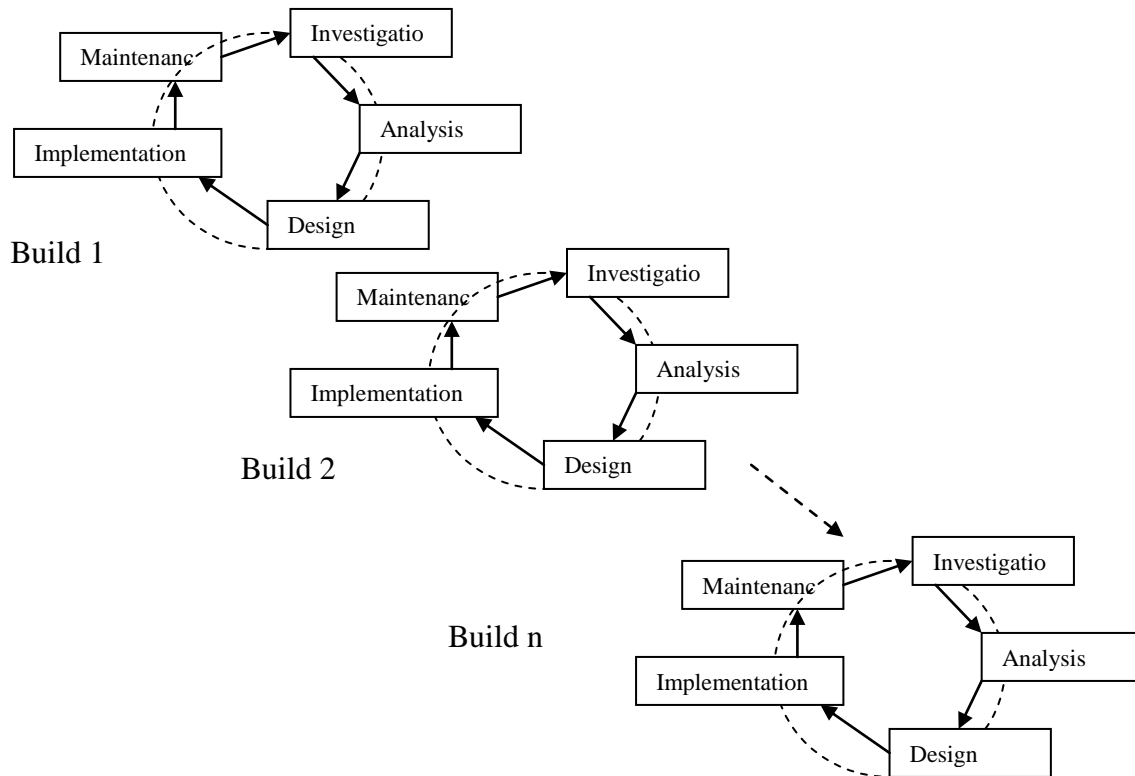 Investigatio
Maintenanc
Analysis
Implementation
Design
Build 1
Investigatio
Maintenanc
Analysis
Implementation
Design
Build 2
Investigatio
Maintenanc
Build n
Analysis
Implementation
Design